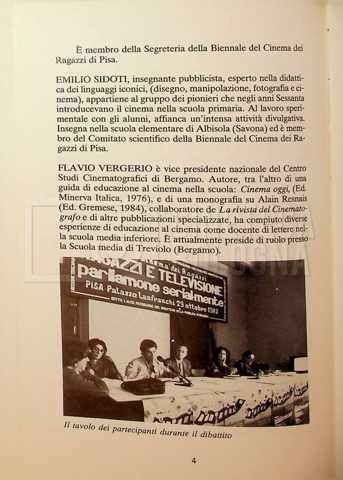 È membro della Segreteria della Biennale del Cinema dei
Ragazzi di Pisa.
EMILIO SIDOTI, insegnante pubblicista, esperto nella didatti-
ca dei linguaggi iconici, (disegno, manipolazione, fotografia e ci-
nema), appartiene al gruppo dei pionieri che negli anni Sessanta
introdussero il cinema nella scuola primaria. Al lavoro speri-
mentale con gli alunni, affianca un'intensa attività divulgativa.
Insegna nella scuola elementare di Albisola (Savona) ed è mem-
bro del Comitato scientifico della Biennale del Cinema dei Ra-
gazzi di Pisa.
FLAVIO VERGERIO è vice presidente nazionale del Centro
Studi Cinematografici di Bergamo. Autore, tra l'altro di una
guida di educazione al cinema nella scuola: Cinema oggi, (Ed.
Minerva Italica, 1976), e di una monografia su Alain Resnais
(Ed. Gremese, 1984), collaboratore de La rivista del Cinemato-
grafo e di altre pubblicazioni specializzate, ha compiuto diverse
esperienze di educazione al cinema come docente di lettere nel-
la scuola media inferiore. È attualmente preside di ruolo presso
la Scuola media di Treviolo (Bergamo).
Cinema dei Ragazzi
RAGAZZI E TELEVISIONE
parliamone serialmente
PISA Palazzo Lanfranchi 29 ottobre
Il tavolo dei partecipanti durante il dibattito
4